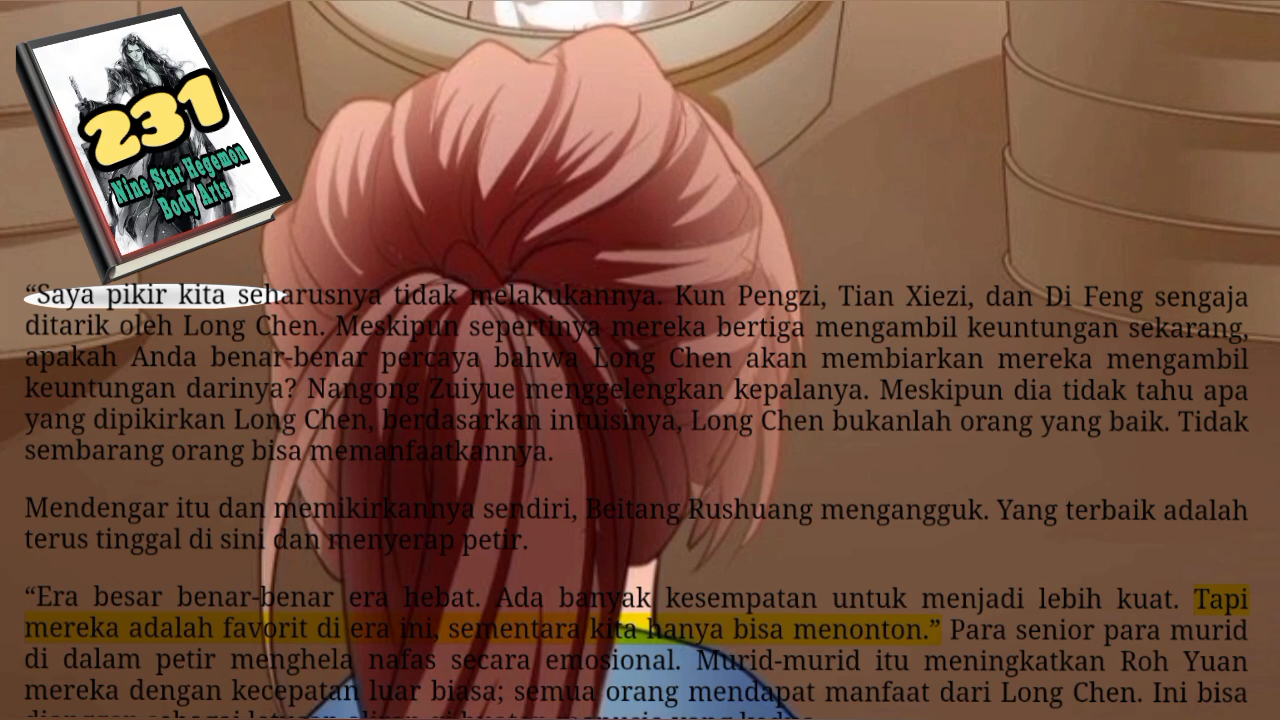 231
Nine Star Hegemon
Body Arts
“Saya pikir kita seharusnya tidak melakukannya. Kun Pengzi, Tian Xiezi, dan Di Feng sengaja
ditarik oleh Long Chen. Meskipun sepertinya mereka bertiga mengambil keuntungan sekarang,
apakah Anda benar-benar percaya bahwa Long Chen akan membiarkan mereka mengambil
keuntungan darinya? Nangong Zuiyue menggelengkan kepalanya. Meskipun dia tidak tahu apa
yang dipikirkan Long Chen, berdasarkan intuisinya, Long Chen bukanlah orang yang baik. Tidak
sembarang orang bisa memanfaatkannya.
Mendengar itu dan memikirkannya sendiri, Beitang Rushuang mengangguk. Yang terbaik adalah
terus tinggal di sini dan menyerap petir.
“Era besar benar-benar era hebat. Ada banyak kesempatan untuk menjadi lebih kuat. Tapi
mereka adalah favorit di era ini, sementara kita hanya bisa menonton.” Para senior para murid
di dalam petir menghela nafas secara emosional. Murid-murid itu meningkatkan Roh Yuan
mereka dengan kecepatan luar biasa; semua orang mendapat manfaat dari Long Chen. Ini bisa